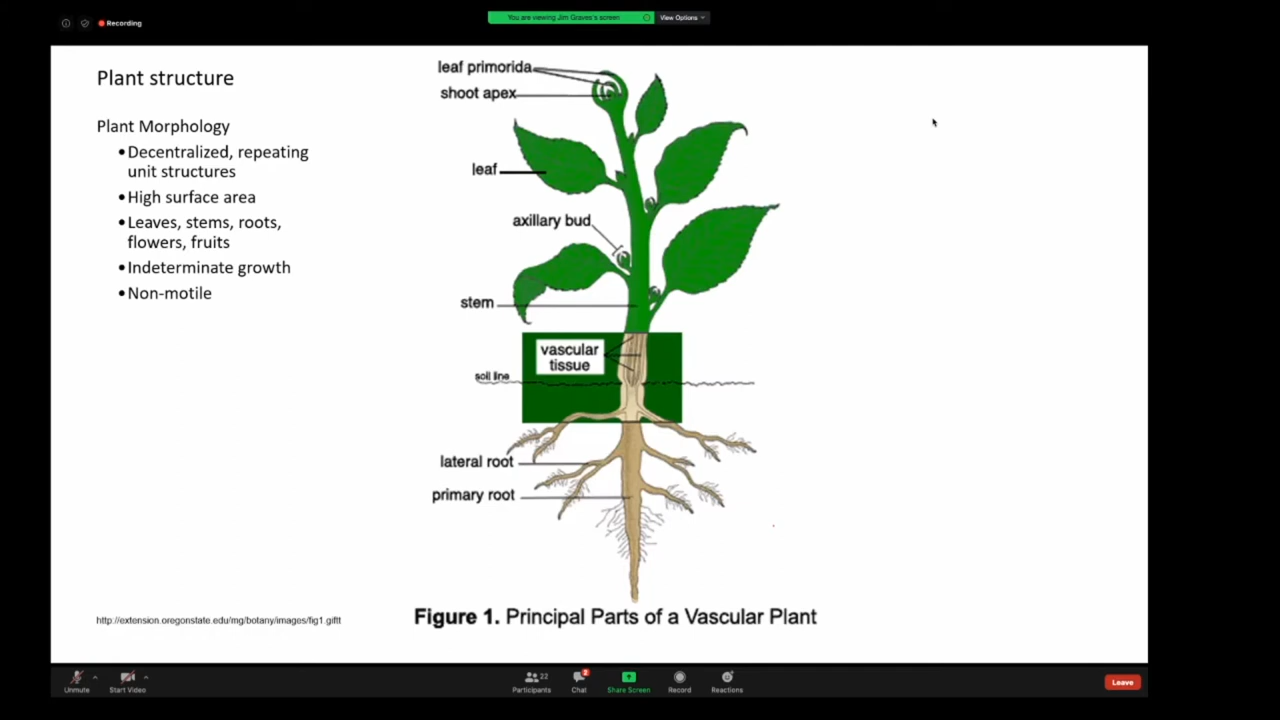 Recording
You are viewing Jim Graves's screen
View Options
Plant structure
Plant Morphology
•Decentralized, repeating
unit structures
•High surface area
•Leaves, stems, roots,
flowers, fruits
•Indeterminate growth
•Non-motile
leaf primorida
shoot apex
leaf
axillary bud
stem
vascular
tissue
soil line
lateral root
primary root
http://extension.oregonstate.edu/mg/botany/images/fig1.giftt
Figure 1. Principal Parts of a Vascular Plant
Unmute
Start Video
22
Participants
2
Chat
Share Screen
Record
Reactions
Leave